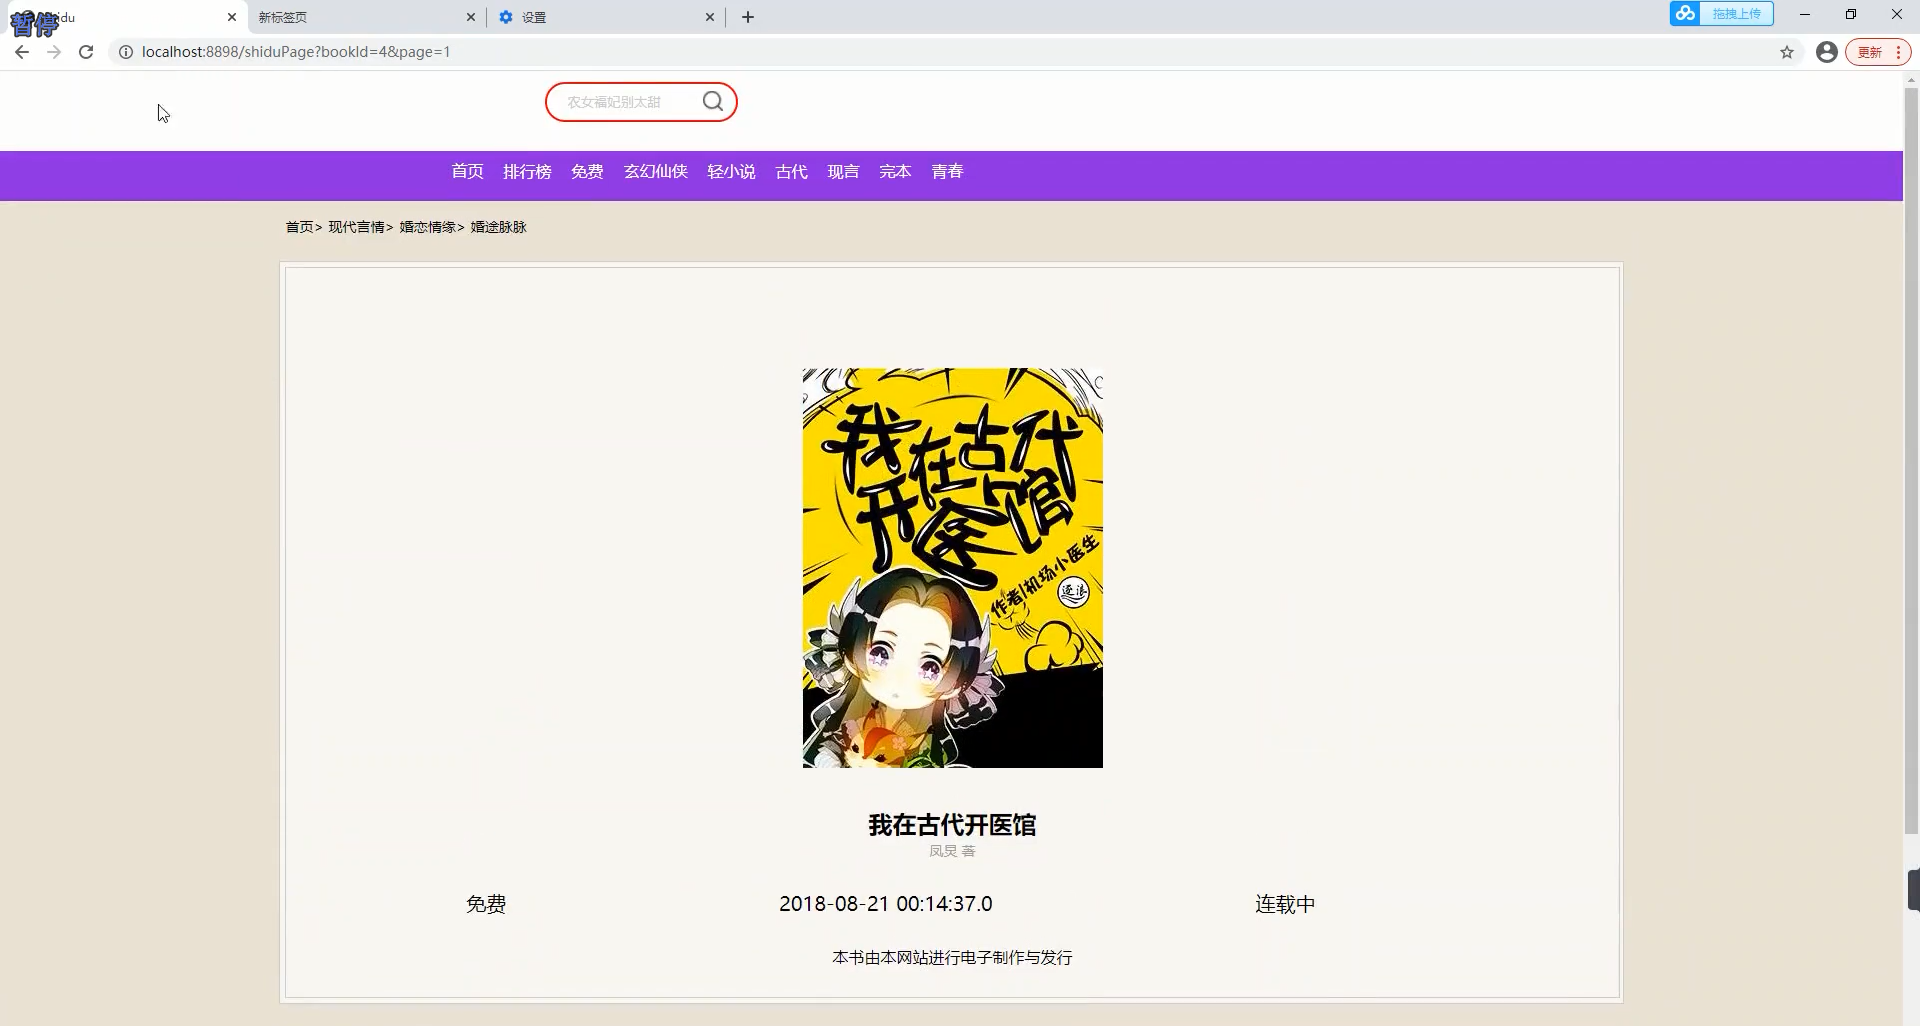 暂停
新标签页
设置
拖拽上传
localhost:8898/shiduPage?bookId=4&page=1
更新
农女福妃别太甜
首页 排行榜 免费 玄幻仙侠 轻小说 古代 现言 完本 青春
首页> 现代言情> 婚恋情缘> 婚途脉脉
我在古代
开医馆
作者/机场小医生
逐浪
我在古代开医馆
凤炅 著
免费 2018-08-21 00:14:37.0 连载中
本书由本网站进行电子制作与发行